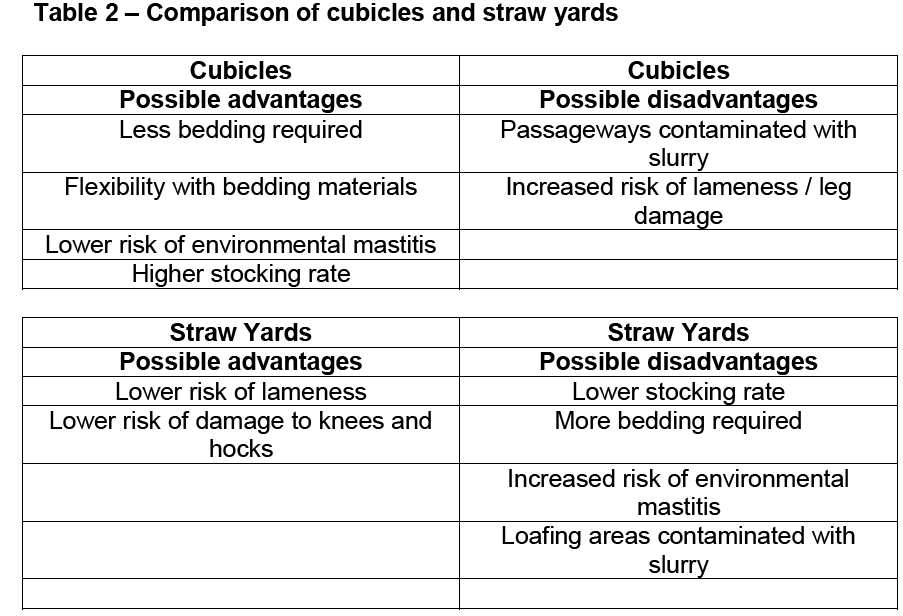 Table 2 – Comparison of cubicles and straw yards
Cubicles
Cubicles
Possible advantages
Possible disadvantages
Less bedding required
Passageways contaminated with
slurry
Flexibility with bedding materials
Increased risk of lameness / leg
damage
Lower risk of environmental mastitis
Higher stocking rate
Straw Yards
Straw Yards
Possible advantages
Possible disadvantages
Lower risk of lameness
Lower stocking rate
Lower risk of damage to knees and
hocks
More bedding required
Increased risk of environmental
mastitis
Loafing areas contaminated with
slurry